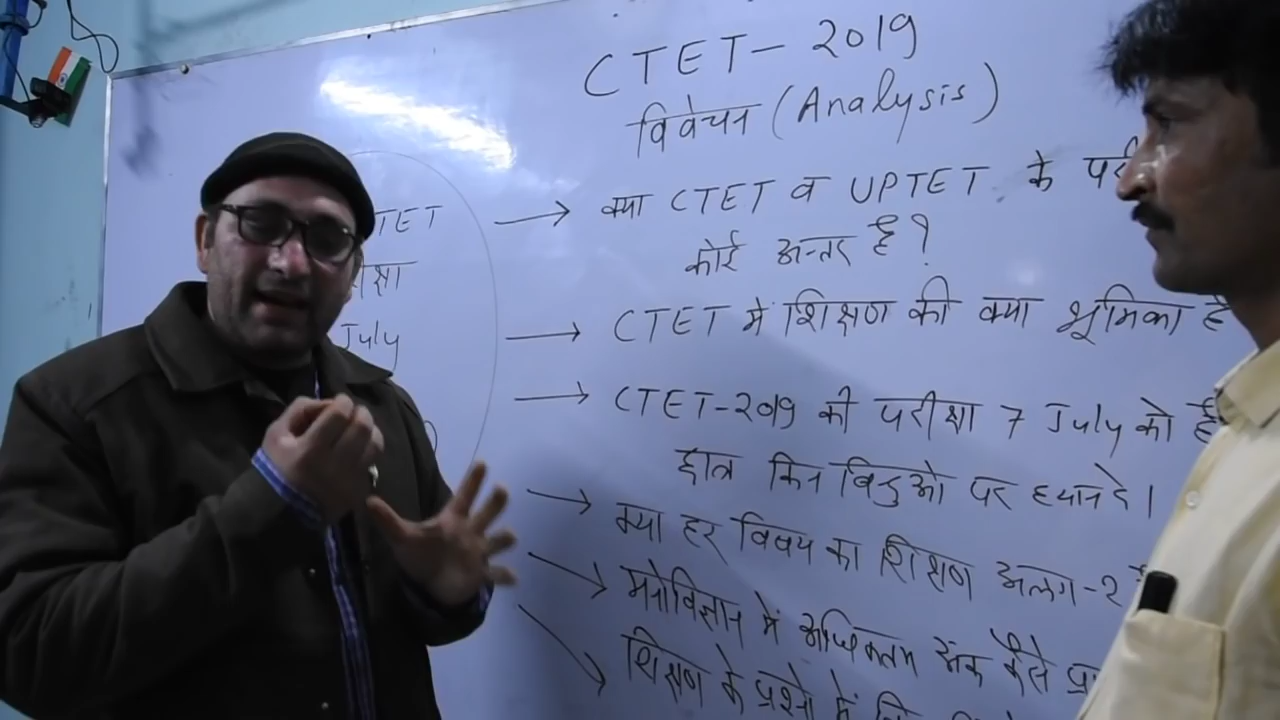 CTET - 2019
विवेचन (Analysis)
TET
July
क्या CTET व UPTET के
कोई अन्तर है?
CTET में शिक्षण की क्या भूमिका है
CTET-2019 की परीक्षा 7 July को है
छात्र किन बिंदुओ पर ध्यान दे।
क्या हर विषय का शिक्षण अलग-2
मनोविज्ञान में अधिकतम अंक कैसे
शिक्षण के प्रश्नो में